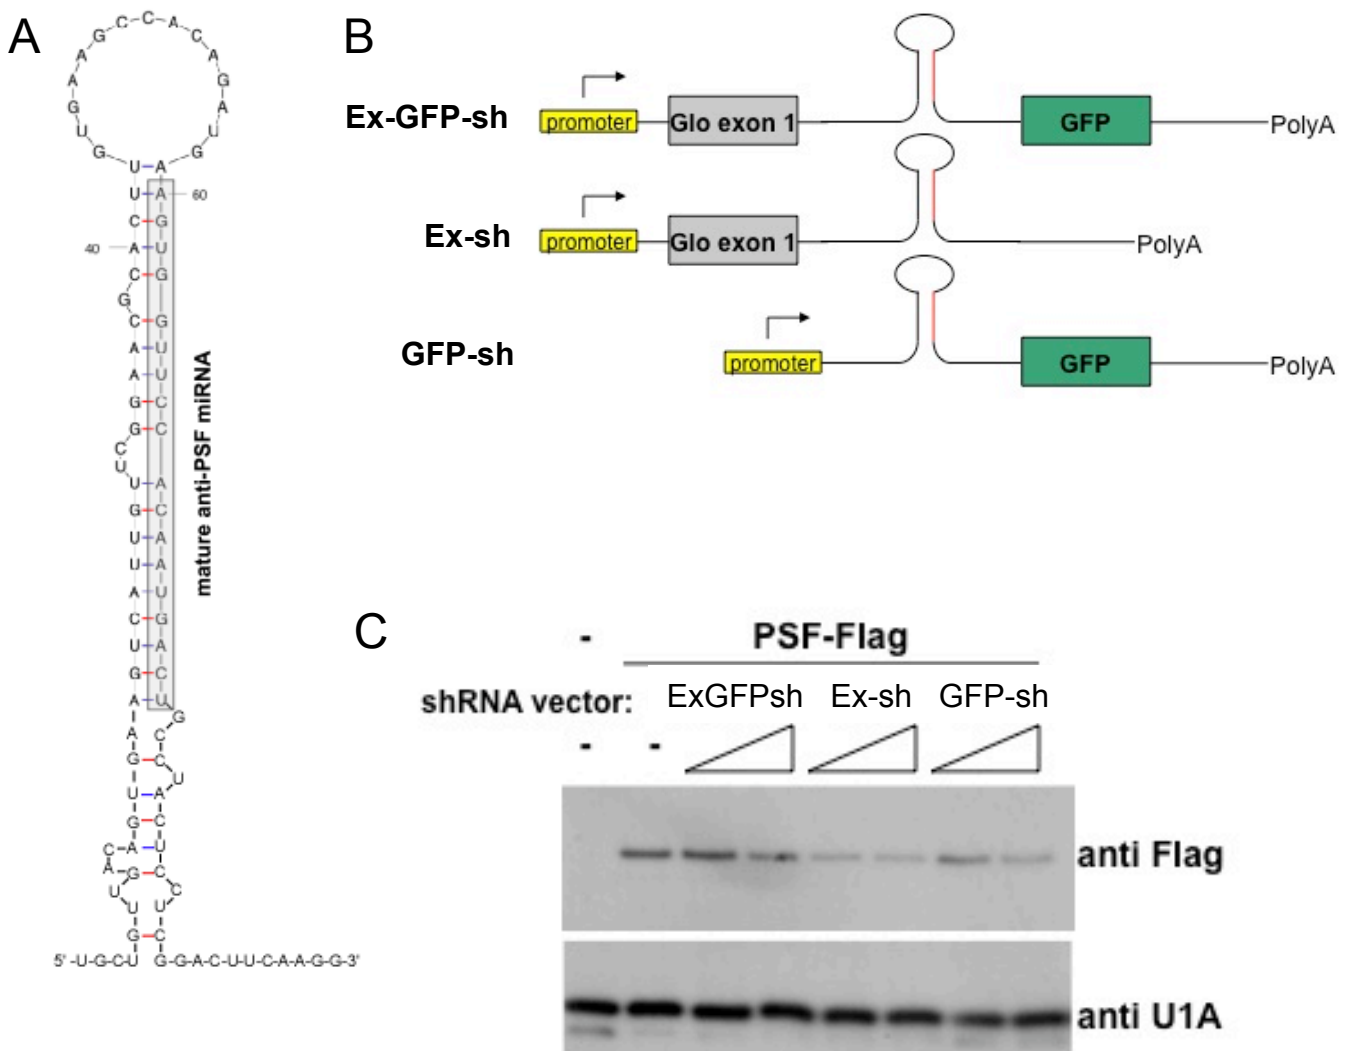 A
G C C A C
A A
A G
G A
U U
G G
U-A
U-A 60
C-G
40 A-U
C-G
G
C-G
A-U
A-U
G-C
G-C
C
U
U-A
G-C
U-A
U-A
A-U
C-G
U-A
G-C
A-U
G
A C
G-C
U
U-A
G-C
C-A-U
A
A-G-C
U C
U U
G-C
5'-U-G-C-U G-G-A-C-U-U-C-A-A-G-G-3'
mature anti-PSF miRNA
B
Ex-GFP-sh promoter Glo exon 1 GFP PolyA
Ex-sh promoter Glo exon 1 PolyA
GFP-sh promoter GFP PolyA
C
- PSF-Flag
shRNA vector: ExGFPsh Ex-sh GFP-sh
- -
anti Flag
anti U1A